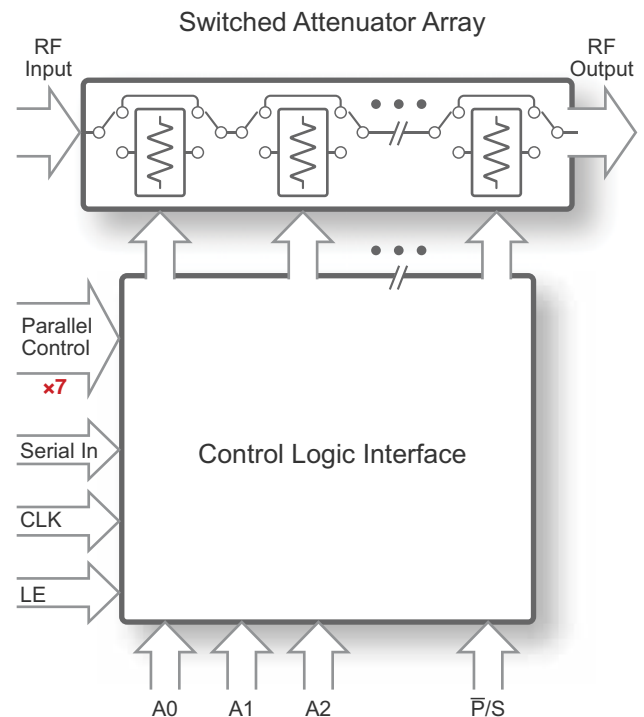 Switched Attenuator Array
RF
Input
RF
Output
Parallel
Control
×7
Serial In
CLK
LE
Control Logic Interface
A0
A1
A2
P̅/S